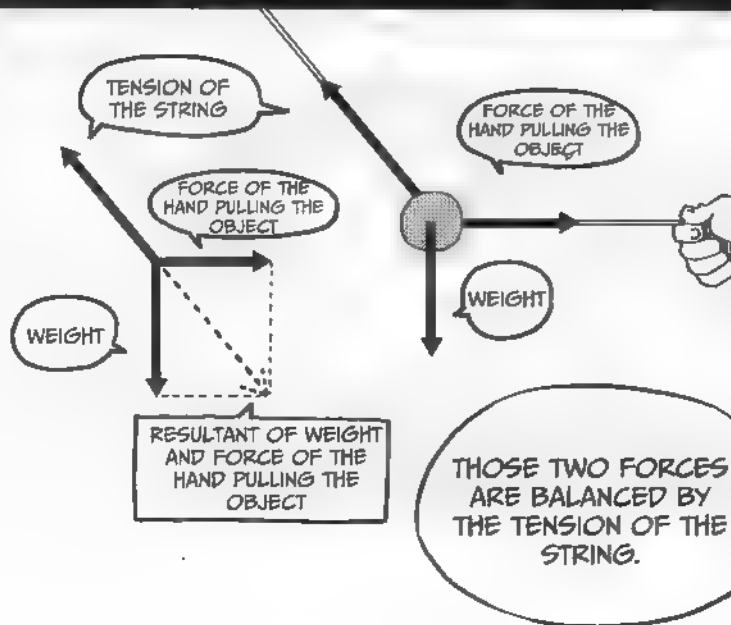 TENSION OF
THE STRING
FORCE OF THE
HAND PULLING THE
OBJECT
WEIGHT
RESULTANT OF WEIGHT
AND FORCE OF THE
HAND PULLING THE
OBJECT
FORCE OF THE
HAND PULLING THE
OBJECT
WEIGHT
THOSE TWO FORCES
ARE BALANCED BY
THE TENSION OF THE
STRING.